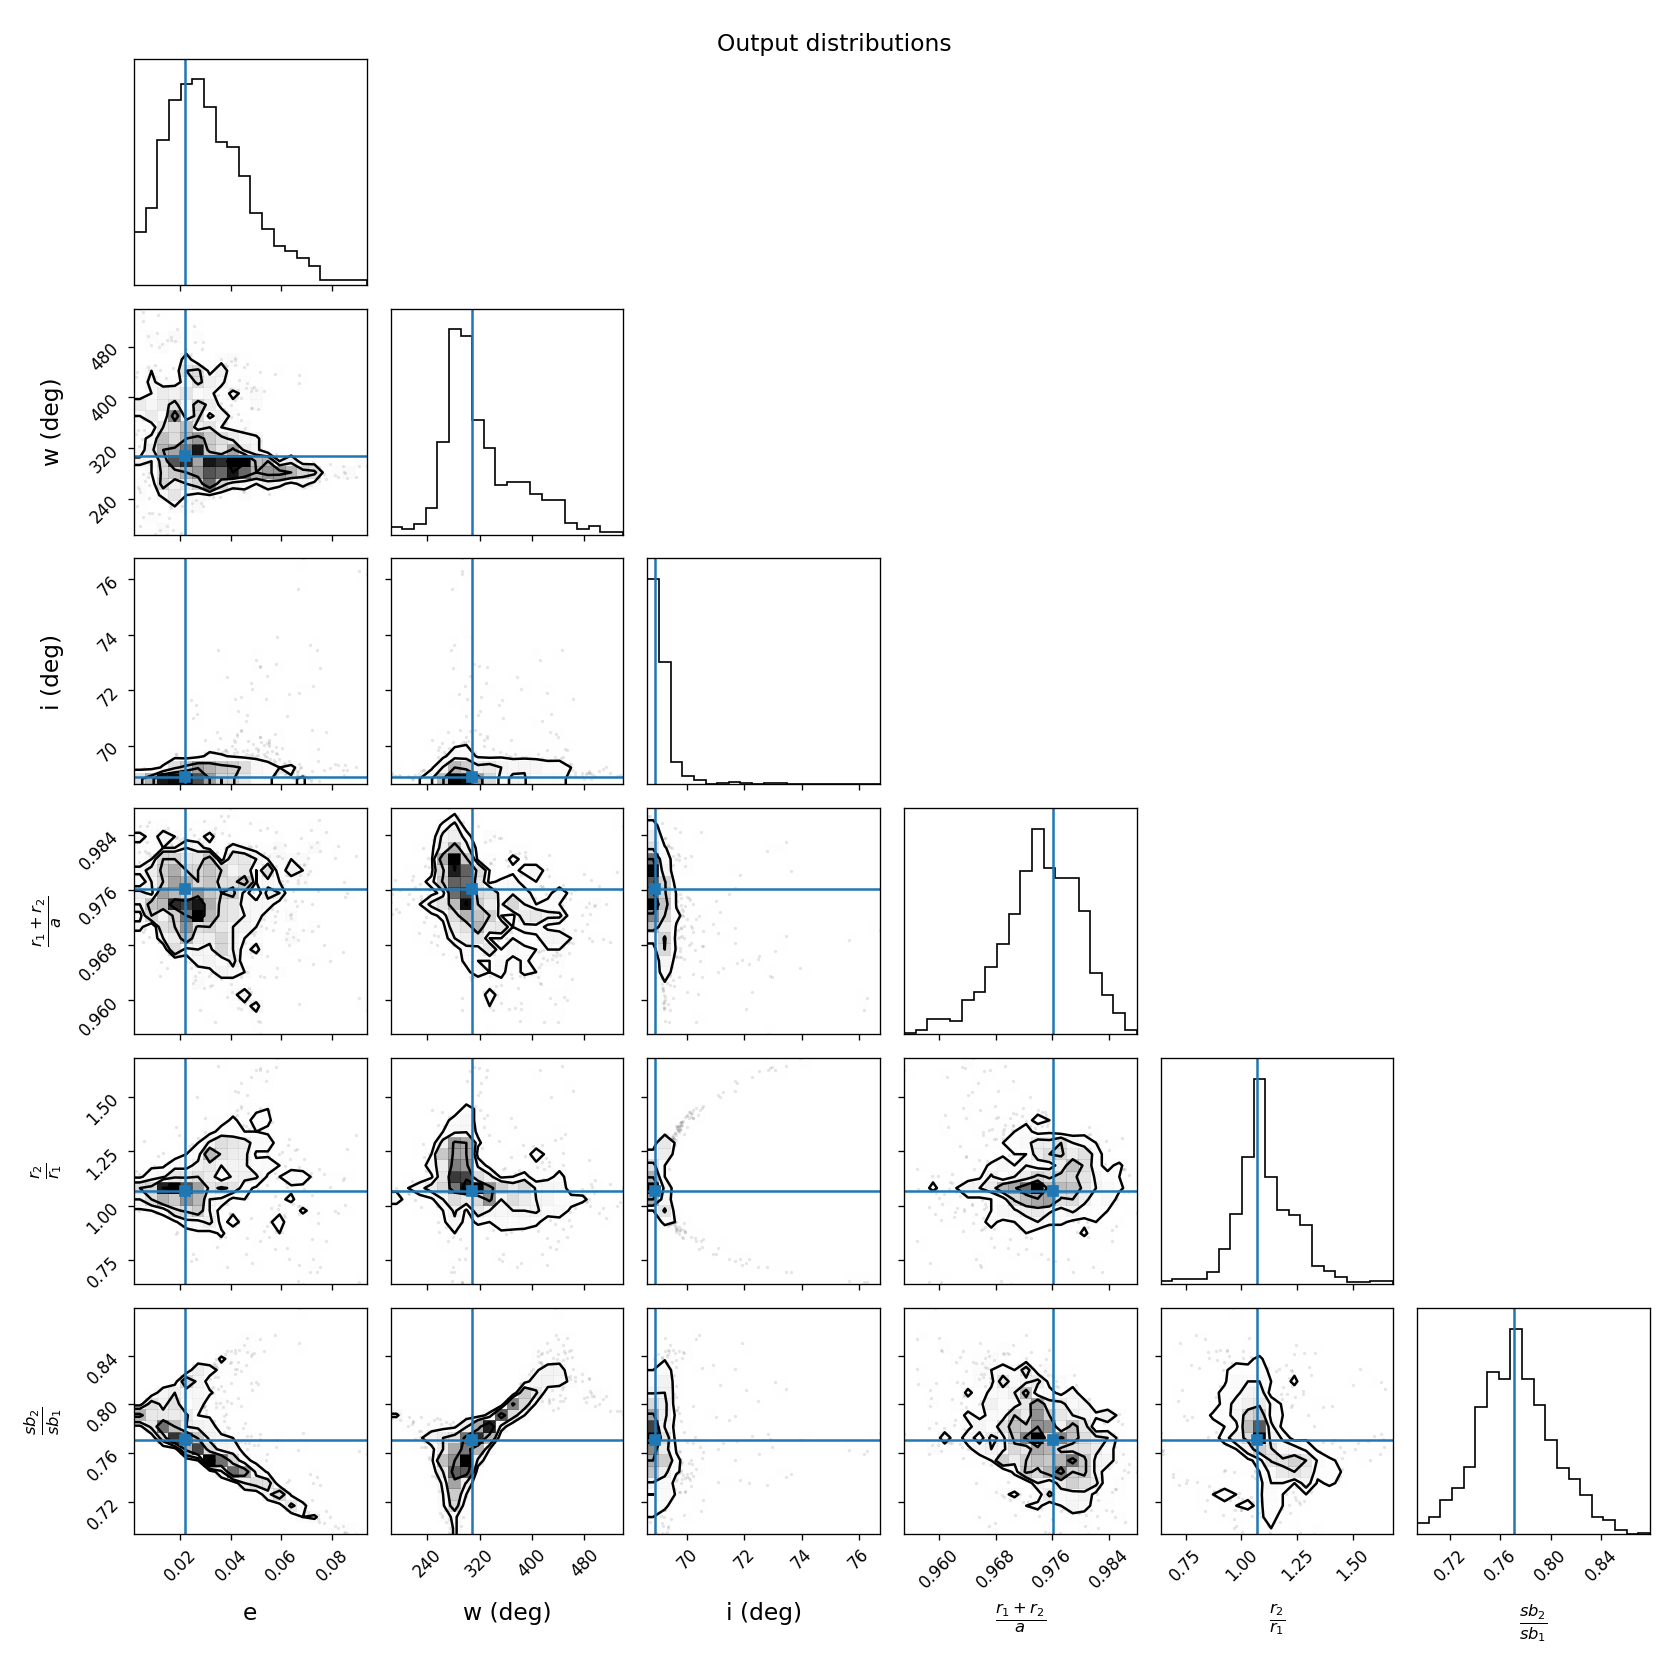 Output distributions
w (deg)
480
400
320
240
i (deg)
76
74
72
70
r₁ + r₂
a
0.984
0.976
0.968
0.960
r₂
r₁
1.50
1.25
1.00
0.75
sb₂
sb₁
0.84
0.80
0.76
0.72
0.02 0.04 0.06 0.08 240 320 400 480 70 72 74 76 0.960 0.968 0.976 0.984 0.75 1.00 1.25 1.50 0.72 0.76 0.80 0.84
e w (deg) i (deg) r₁ + r₂ r₂ sb₂
a r₁ sb₁